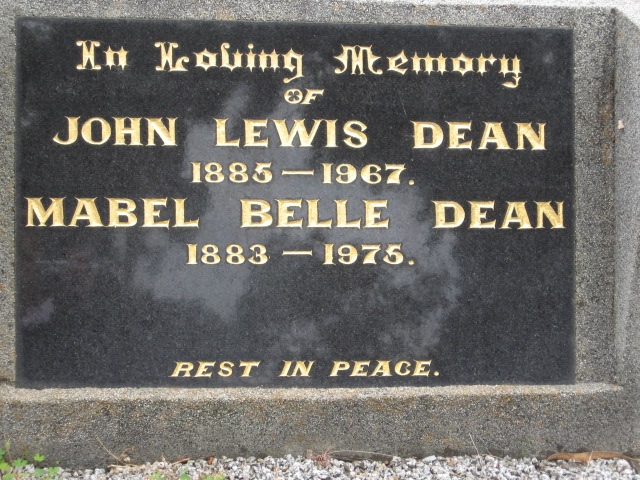 In Loving Memory
OF
JOHN LEWIS DEAN
1885 — 1967.
MABEL BELLE DEAN
1883 — 1975.
REST IN PEACE.